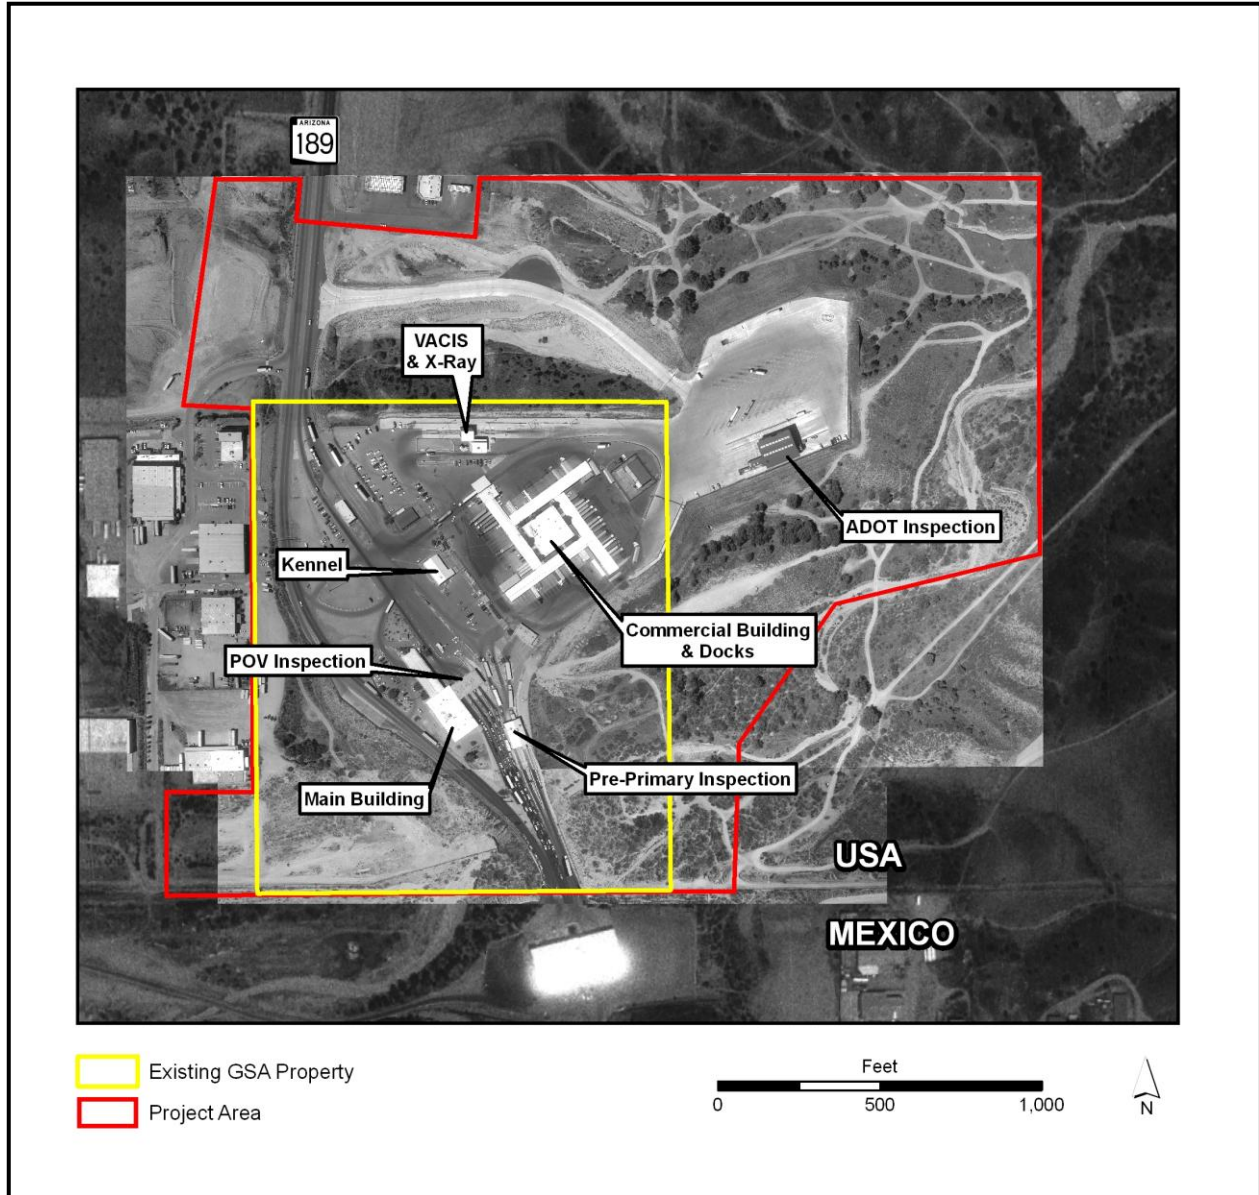 ARIZONA
189
VACIS
& X-Ray
ADOT Inspection
Kennel
Commercial Building
& Docks
POV Inspection
Pre-Primary Inspection
Main Building
USA
MEXICO
Existing GSA Property
Project Area
Feet
0 500 1,000
N